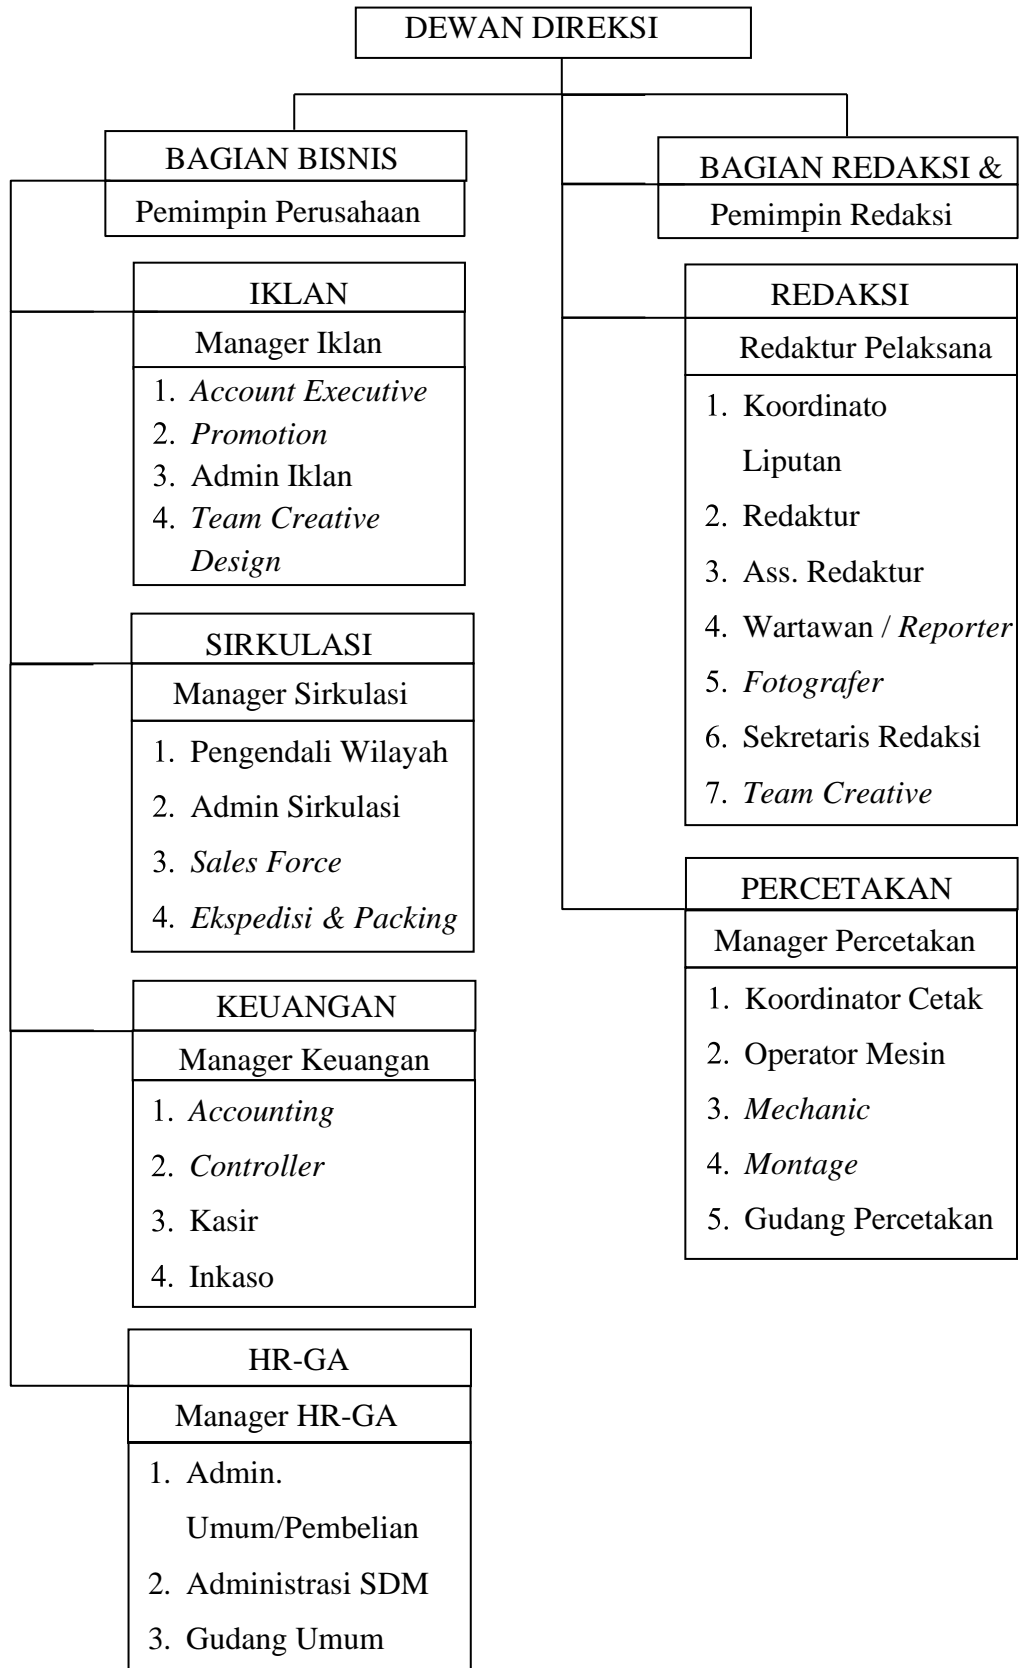 DEWAN DIREKSI
BAGIAN BISNIS
Pemimpin Perusahaan
IKLAN
Manager Iklan
1. Account Executive
2. Promotion
3. Admin Iklan
4. Team Creative
Design
SIRKULASI
Manager Sirkulasi
1. Pengendali Wilayah
2. Admin Sirkulasi
3. Sales Force
4. Ekspedisi & Packing
KEUANGAN
Manager Keuangan
1. Accounting
2. Controller
3. Kasir
4. Inkaso
HR-GA
Manager HR-GA
1. Admin.
Umum/Pembelian
2. Administrasi SDM
3. Gudang Umum
BAGIAN REDAKSI &
Pemimpin Redaksi
REDAKSI
Redaktur Pelaksana
1. Koordinato
Liputan
2. Redaktur
3. Ass. Redaktur
4. Wartawan / Reporter
5. Fotografer
6. Sekretaris Redaksi
7. Team Creative
PERCETAKAN
Manager Percetakan
1. Koordinator Cetak
2. Operator Mesin
3. Mechanic
4. Montage
5. Gudang Percetakan